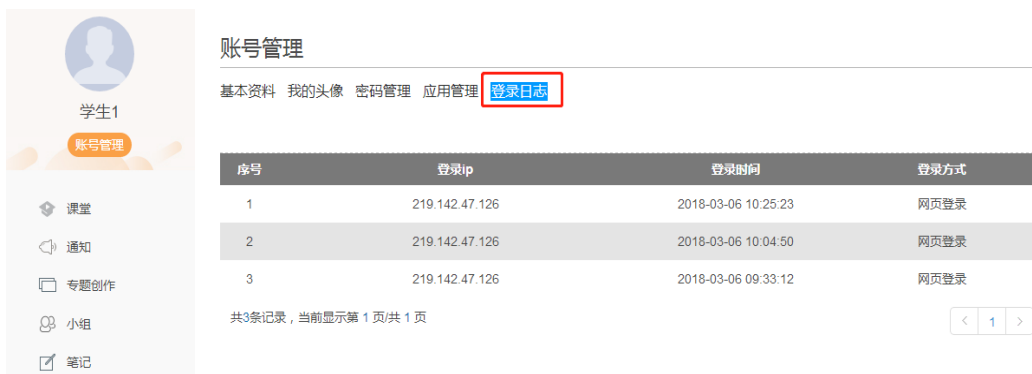 学生1
账号管理
课堂
通知
专题创作
小组
笔记
账号管理
基本资料 我的头像 密码管理 应用管理 登录日志
序号 登录ip 登录时间 登录方式
1 219.142.47.126 2018-03-06 10:25:23 网页登录
2 219.142.47.126 2018-03-06 10:04:50 网页登录
3 219.142.47.126 2018-03-06 09:33:12 网页登录
共3条记录，当前显示第 1 页/共 1 页
< 1 >